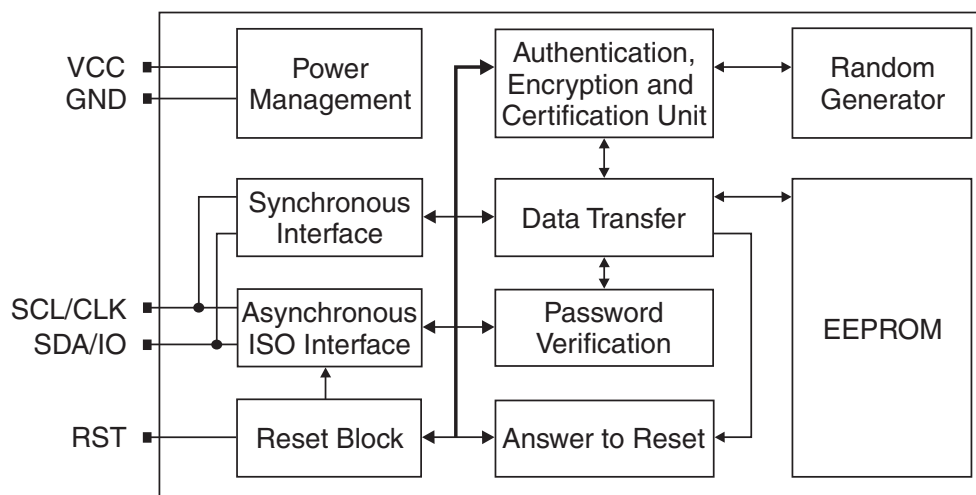 VCC
GND
Power
Management
Authentication,
Encryption and
Certification Unit
Random
Generator
Synchronous
Interface
Data Transfer
SCL/CLK
SDA/IO
Asynchronous
ISO Interface
Password
Verification
EEPROM
RST
Reset Block
Answer to Reset